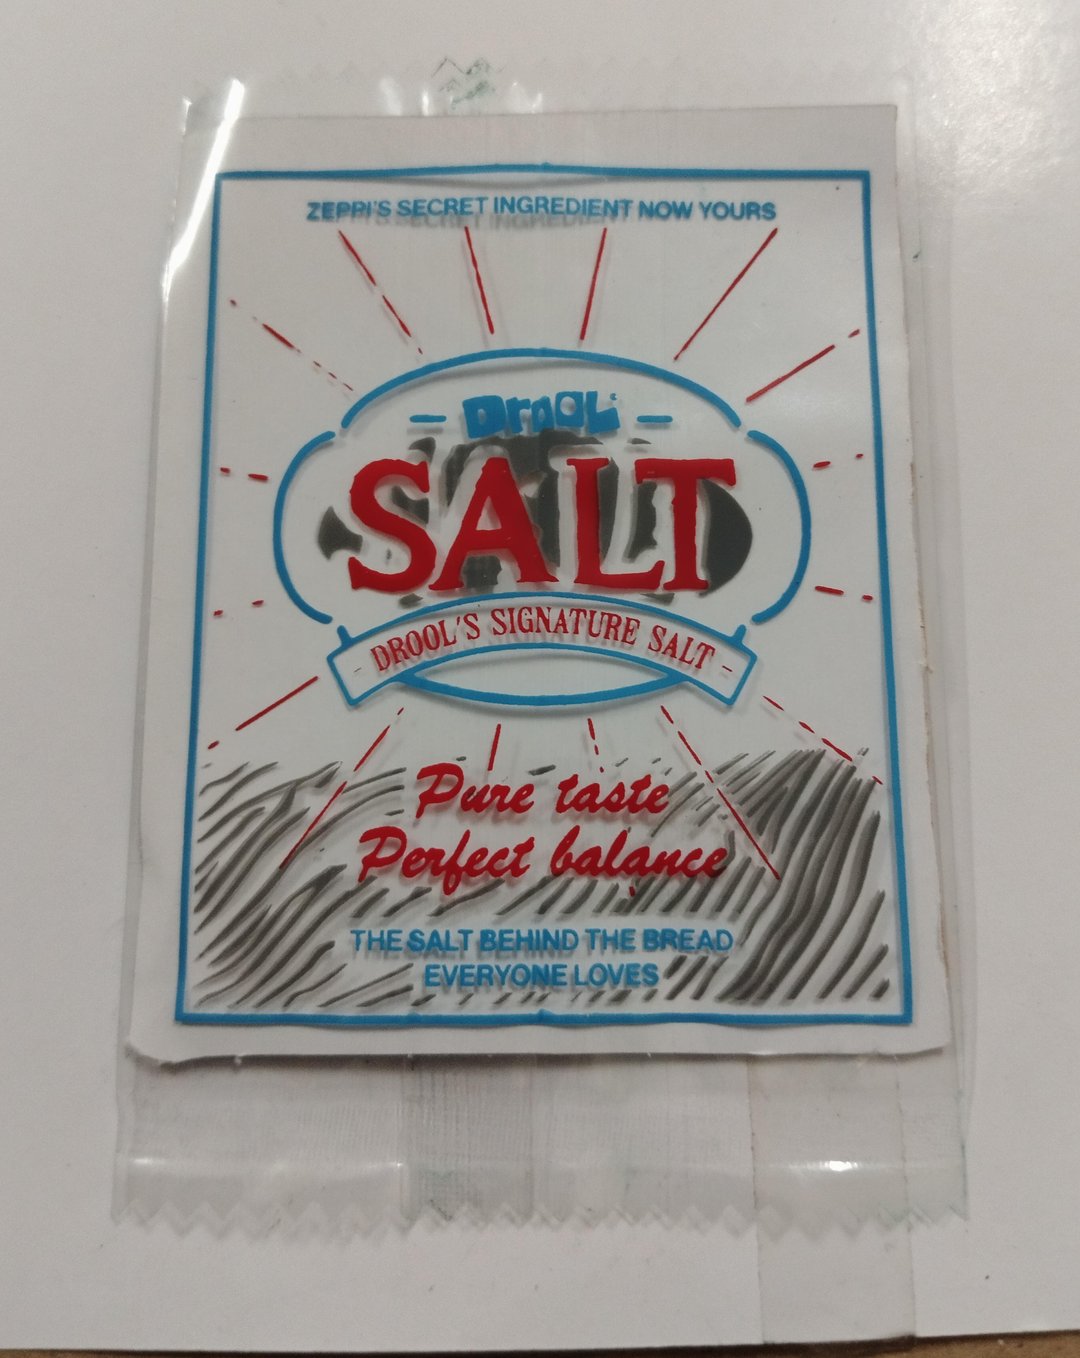 ZEPPI'S SECRET INGREDIENT NOW YOURS
DrooL
SALT
- DROOL'S SIGNATURE SALT -
Pure taste
Perfect balance
THE SALT BEHIND THE BREAD
EVERYONE LOVES